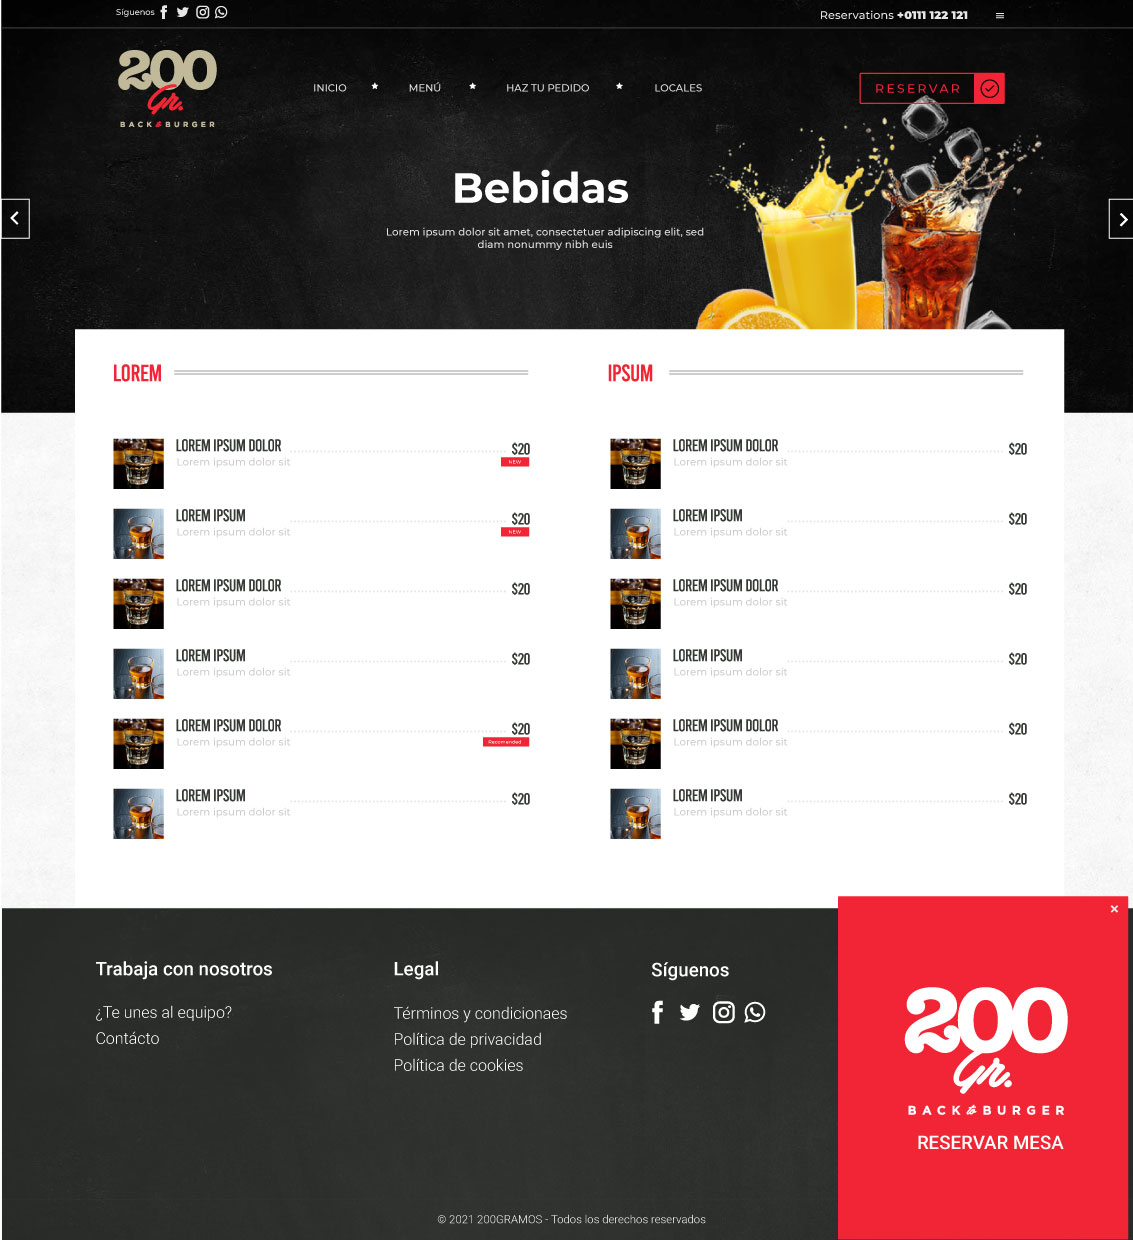 Síguenos
Reservations +0111 122 121
200
Gr.
BACK & BURGER
INICIO
MENÚ
HAZ TU PEDIDO
LOCALES
RESERVAR
Bebidas
Lorem ipsum dolor sit amet, consectetuer adipiscing elit, sed
diam nonummy nibh euis
LOREM
LOREM IPSUM DOLOR $20
Lorem ipsum dolor sit NEW
LOREM IPSUM $20
Lorem ipsum dolor sit NEW
LOREM IPSUM DOLOR $20
Lorem ipsum dolor sit
LOREM IPSUM $20
Lorem ipsum dolor sit
LOREM IPSUM DOLOR $20
Lorem ipsum dolor sit Recomended
LOREM IPSUM $20
Lorem ipsum dolor sit
IPSUM
LOREM IPSUM DOLOR $20
Lorem ipsum dolor sit
LOREM IPSUM $20
Lorem ipsum dolor sit
LOREM IPSUM DOLOR $20
Lorem ipsum dolor sit
LOREM IPSUM $20
Lorem ipsum dolor sit
LOREM IPSUM DOLOR $20
Lorem ipsum dolor sit
LOREM IPSUM $20
Lorem ipsum dolor sit
Trabaja con nosotros
¿Te unes al equipo?
Contácto
Legal
Términos y condicionaes
Política de privacidad
Política de cookies
Síguenos
200
Gr.
BACK & BURGER
RESERVAR MESA
© 2021 200GRAMOS - Todos los derechos reservados